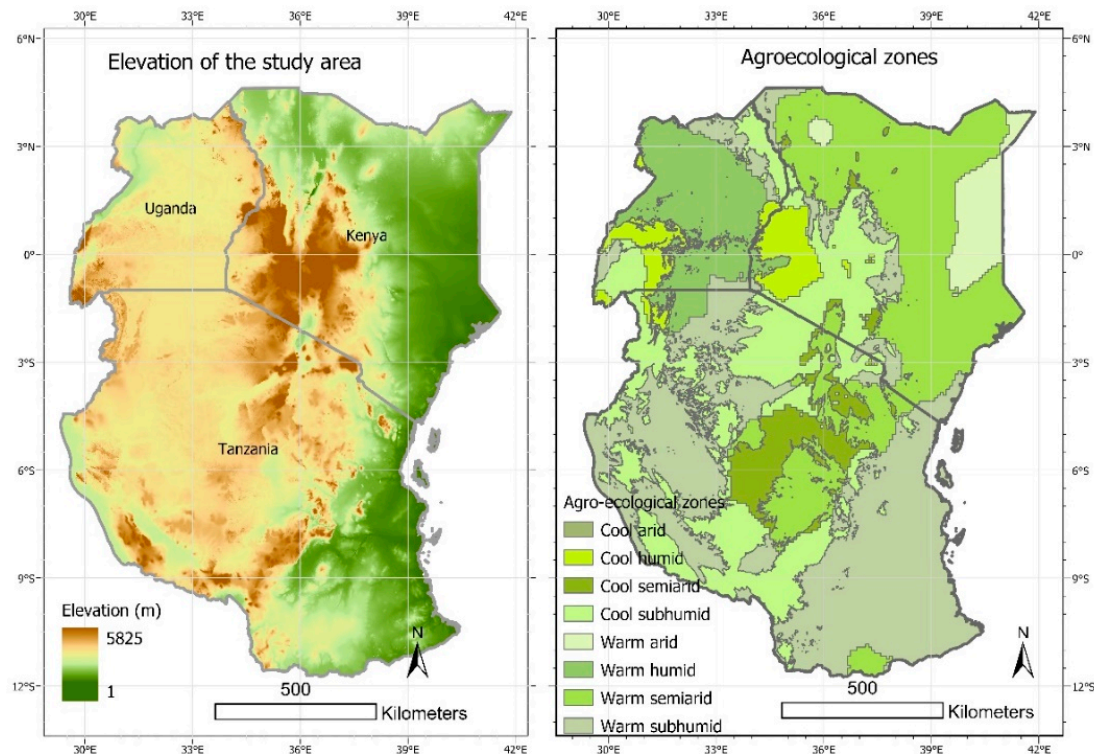 30°E 33°E 36°E 39°E 42°E
6°N
Elevation of the study area
3°N
Uganda
Kenya
0°
3°S
Tanzania
6°S
9°S
Elevation (m)
5825
1
N
12°S
500
Kilometers
30°E 33°E 36°E 39°E 42°E
30°E 33°E 36°E 39°E 42°E
6°N
Agroecological zones
3°N
0°
3°S
6°S
Agro-ecological zones
Cool arid
Cool humid
Cool semiarid
9°S
Cool subhumid
Warm arid
N
Warm humid
Warm semiarid
500
12°S
Warm subhumid
Kilometers
30°E 33°E 36°E 39°E 42°E